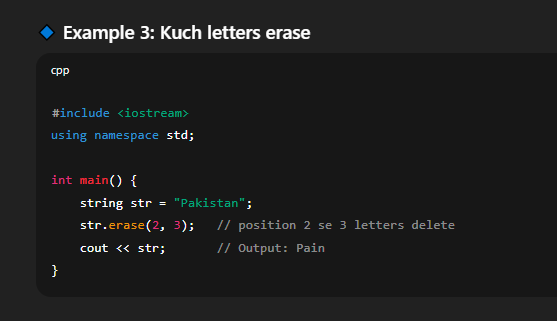 Example 3: Kuch letters erase
cpp
#include <iostream>
using namespace std;
int main() {
    string str = "Pakistan";
    str.erase(2, 3);   // position 2 se 3 letters delete
    cout << str;       // Output: Pain
}